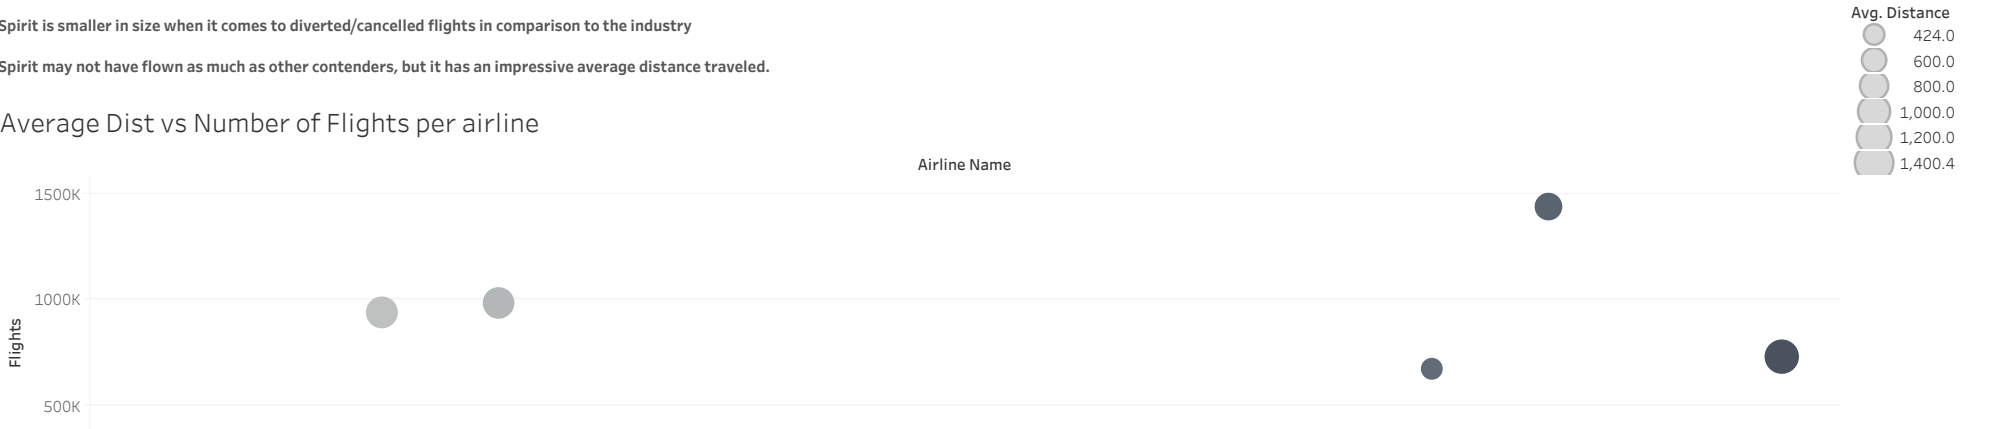 Spirit is smaller in size when it comes to diverted/cancelled flights in comparison to the industry
Spirit may not have flown as much as other contenders, but it has an impressive average distance traveled.
Average Dist vs Number of Flights per airline
Airline Name
1500K
1000K
500K
Flights
Avg. Distance
424.0
600.0
800.0
1,000.0
1,200.0
1,400.4